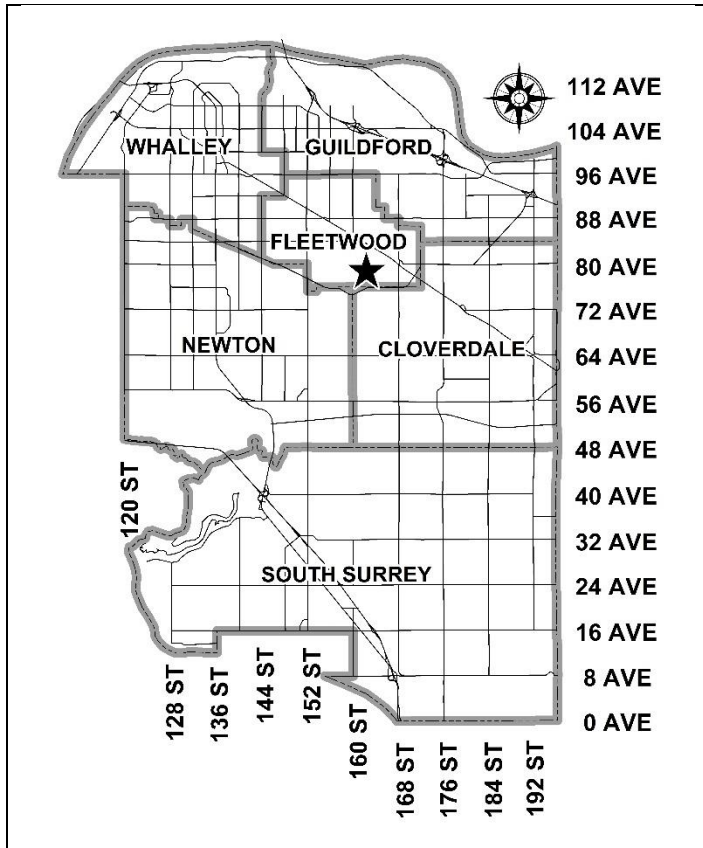 112 AVE
104 AVE
WHALLEY
GUILDFORD
96 AVE
88 AVE
FLEETWOOD
80 AVE
72 AVE
NEWTON
CLOVERDALE
64 AVE
56 AVE
48 AVE
120 ST
40 AVE
32 AVE
SOUTH SURREY
24 AVE
16 AVE
8 AVE
0 AVE
128 ST
136 ST
144 ST
152 ST
160 ST
168 ST
176 ST
184 ST
192 ST